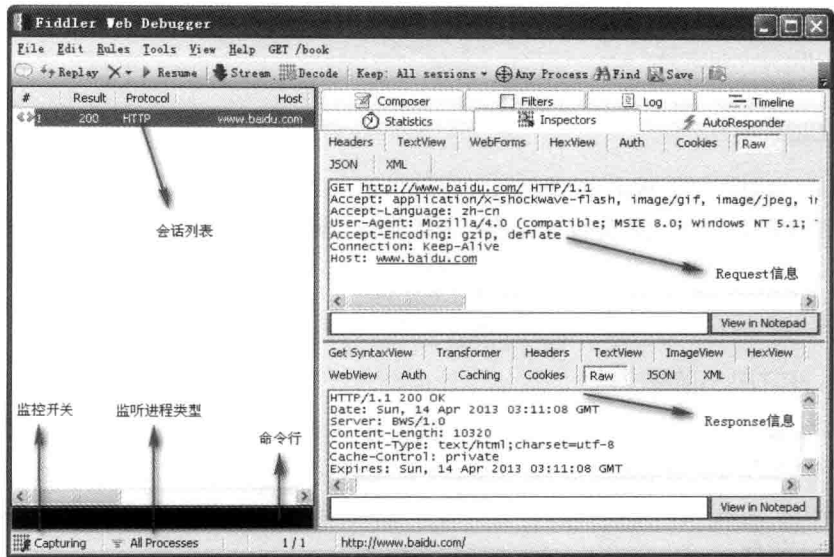 Fiddler Web Debugger
File Edit Rules Tools View Help GET /book
Replay Resume Stream Decode Keep: All sessions Any Process Find Save
# Result Protocol Host
1 200 HTTP www.baidu.com
会话列表
监控开关 监听进程类型
命令行
Composer Filters Log Timeline
Statistics Inspectors AutoResponder
Headers TextView WebForms HexView Auth Cookies Raw
JSON XML
GET http://www.baidu.com/ HTTP/1.1
Accept: application/x-shockwave-flash, image/gif, image/jpeg,
Accept-Language: zh-cn
User-Agent: Mozilla/4.0 (compatible; MSIE 8.0; Windows NT 5.1;
Accept-Encoding: gzip, deflate
Connection: Keep-Alive
Host: www.baidu.com
Request信息
View in Notepad
Get SyntaxView Transformer Headers TextView ImageView HexView
WebView Auth Caching Cookies Raw JSON XML
HTTP/1.1 200 OK
Date: Sun, 14 Apr 2013 03:11:08 GMT
Server: BWS/1.0
Content-Length: 10320
Content-Type: text/html;charset=utf-8
Cache-Control: private
Expires: Sun, 14 Apr 2013 03:11:08 GMT
Response信息
View in Notepad
Capturing All Processes 1 / 1 http://www.baidu.com/